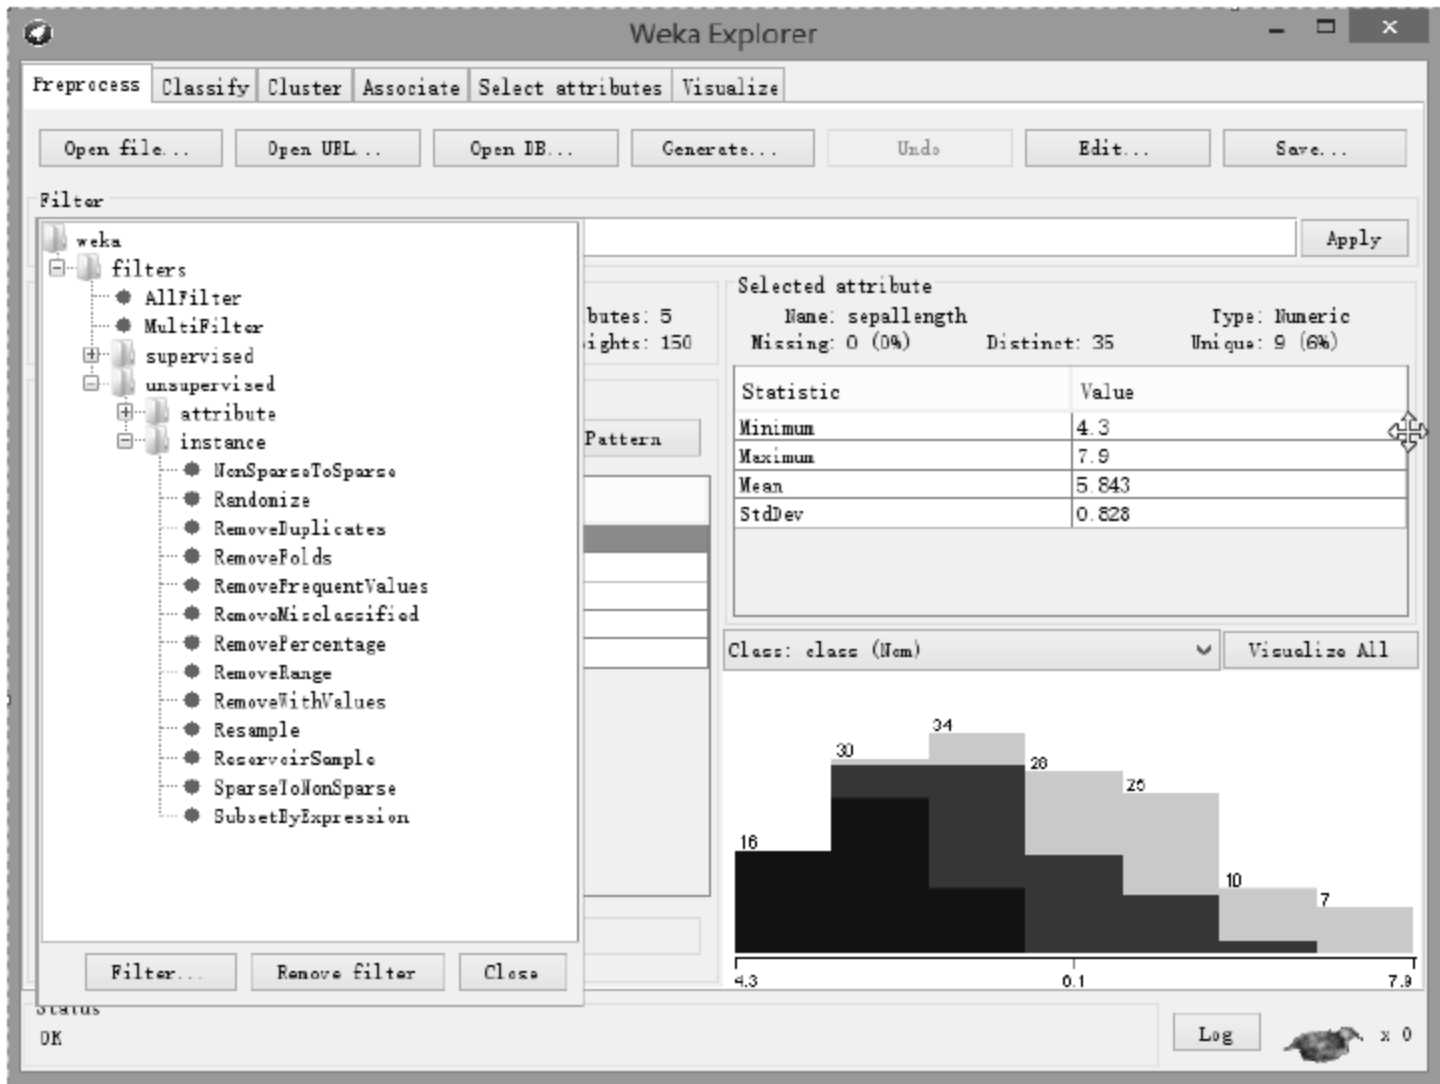 Weka Explorer
Preprocess Classify Cluster Associate Select attributes Visualize
Open file... Open URL... Open DB... Generate... Undo Edit... Save...
Filter
weka
filters
AllFilter
MultiFilter
supervised
unsupervised
attribute
instance
NonSparseToSparse
Randomize
RemoveDuplicates
RemoveFolds
RemoveFrequentValues
RemoveMisclassified
RemovePercentage
RemoveRange
RemoveWithValues
Resample
ReservoirSample
SparseToNonSparse
SubsetByExpression
Filter... Remove filter Close
Apply
butes: 5
ights: 150
Pattern
Selected attribute
Name: sepallength Type: Numeric
Missing: 0 (0%) Distinct: 35 Unique: 9 (6%)
Statistic Value
Minimum 4.3
Maximum 7.9
Mean 5.843
StdDev 0.828
Class: class (Nom) Visualize All
16 30 34 28 25 10 7
4.3 6.1 7.9
Status
OK
Log x 0